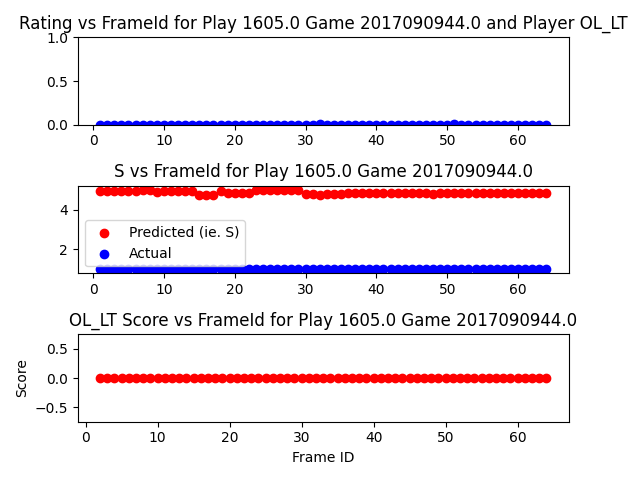 Rating vs FrameId for Play 1605.0 Game 2017090944.0 and Player OL_LT
1.0
0.5
0.0
0 10 20 30 40 50 60
S vs FrameId for Play 1605.0 Game 2017090944.0
4
2
Predicted (ie. S)
Actual
0 10 20 30 40 50 60
OL_LT Score vs FrameId for Play 1605.0 Game 2017090944.0
Score
0.5
0.0
−0.5
0 10 20 30 40 50 60
Frame ID